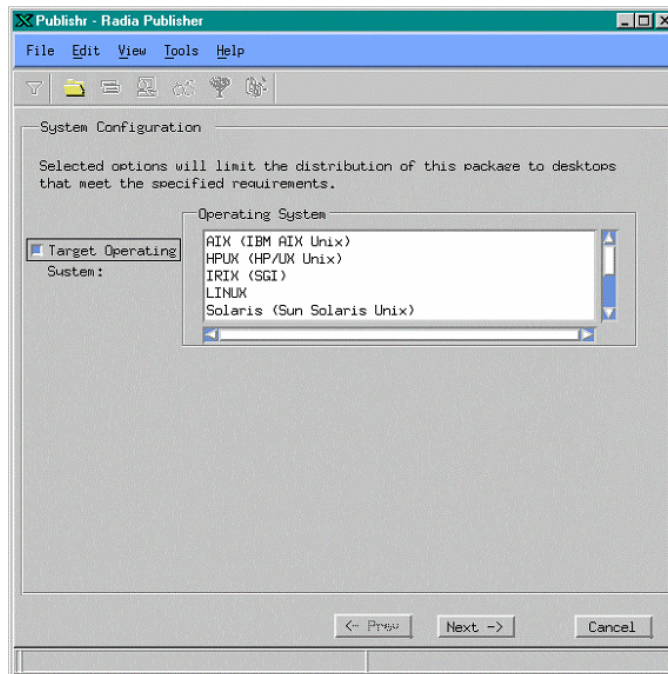 Publishr - Radia Publisher
File Edit View Tools Help
System Configuration
Selected options will limit the distribution of this package to desktops
that meet the specified requirements.
Operating System
Target Operating
System:
AIX (IBM AIX Unix)
HPUX (HP/UX Unix)
IRIX (SGI)
LINUX
Solaris (Sun Solaris Unix)
<- Prev Next -> Cancel